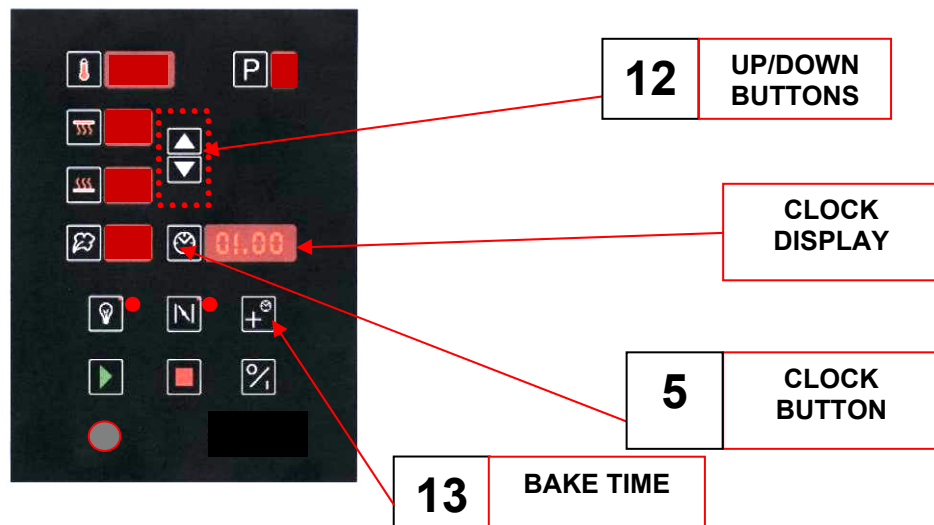 P
12
UP/DOWN
BUTTONS
CLOCK
DISPLAY
01.00
5
CLOCK
BUTTON
13
BAKE TIME